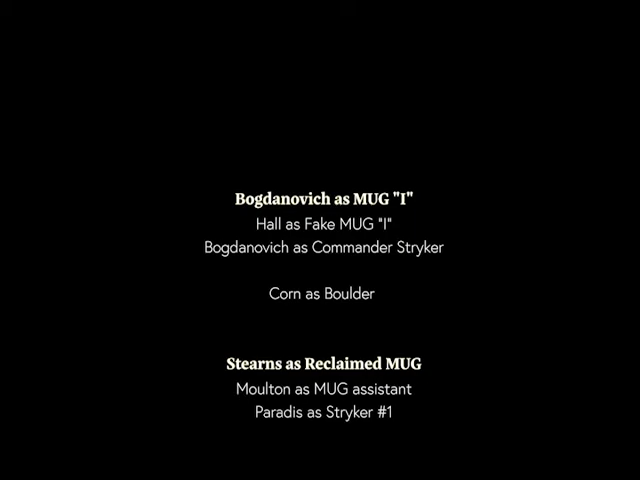 Bogdanovich as MUG "I"
Hall as Fake MUG "I"
Bogdanovich as Commander Stryker
Corn as Boulder
Stearns as Reclaimed MUG
Moulton as MUG assistant
Paradis as Stryker #1